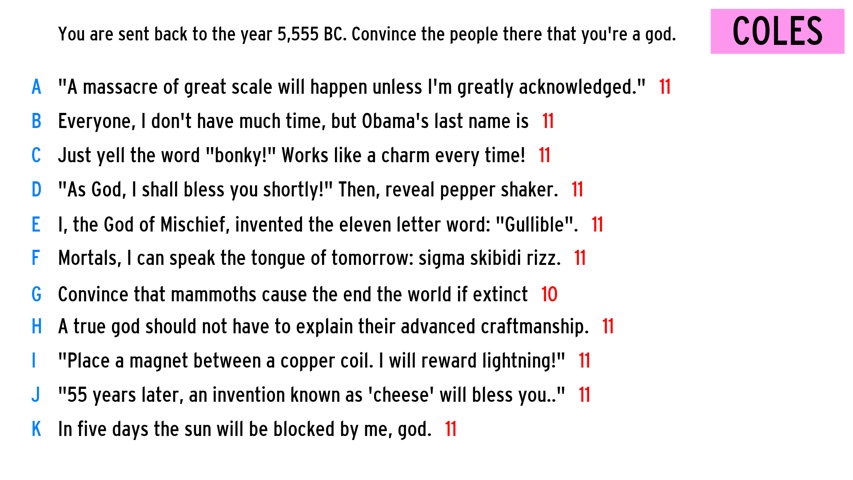 You are sent back to the year 5,555 BC. Convince the people there that you're a god.
COLES
A "A massacre of great scale will happen unless I'm greatly acknowledged." 11
B Everyone, I don't have much time, but Obama's last name is 11
C Just yell the word "bonky!" Works like a charm every time! 11
D "As God, I shall bless you shortly!" Then, reveal pepper shaker. 11
E I, the God of Mischief, invented the eleven letter word: "Gullible". 11
F Mortals, I can speak the tongue of tomorrow: sigma skibidi rizz. 11
G Convince that mammoths cause the end the world if extinct 10
H A true god should not have to explain their advanced craftmanship. 11
I "Place a magnet between a copper coil. I will reward lightning!" 11
J "55 years later, an invention known as 'cheese' will bless you.." 11
K In five days the sun will be blocked by me, god. 11